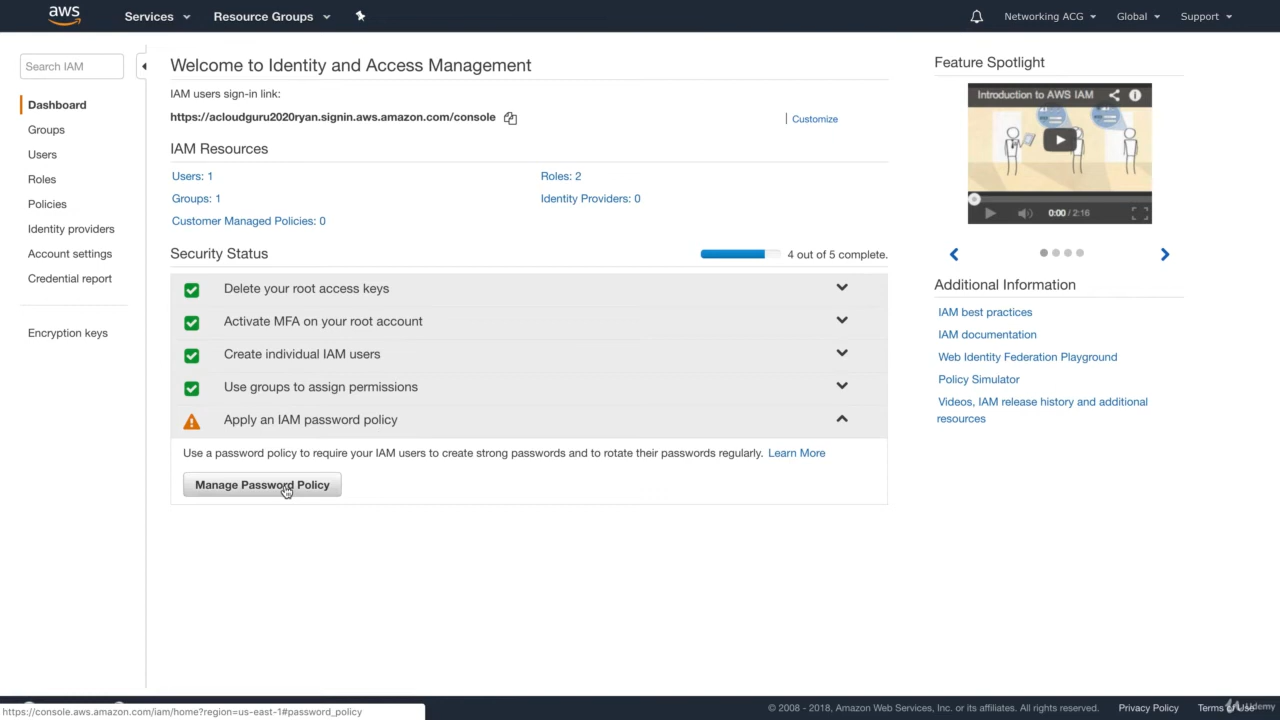 aws
Services
Resource Groups
Networking ACG
Global
Support
Search IAM
Dashboard
Groups
Users
Roles
Policies
Identity providers
Account settings
Credential report
Encryption keys
Welcome to Identity and Access Management
IAM users sign-in link:
https://acloudguru2020ryan.signin.aws.amazon.com/console
Customize
IAM Resources
Users: 1
Roles: 2
Groups: 1
Identity Providers: 0
Customer Managed Policies: 0
Security Status
4 out of 5 complete.
Delete your root access keys
Activate MFA on your root account
Create individual IAM users
Use groups to assign permissions
Apply an IAM password policy
Use a password policy to require your IAM users to create strong passwords and to rotate their passwords regularly. Learn More
Manage Password Policy
Feature Spotlight
Introduction to AWS IAM
0:00 / 2:16
Additional Information
IAM best practices
IAM documentation
Web Identity Federation Playground
Policy Simulator
Videos, IAM release history and additional
resources
https://console.aws.amazon.com/iam/home?region=us-east-1#password_policy
© 2008 - 2018, Amazon Web Services, Inc. or its affiliates. All rights reserved.
Privacy Policy
Terms
Udemy